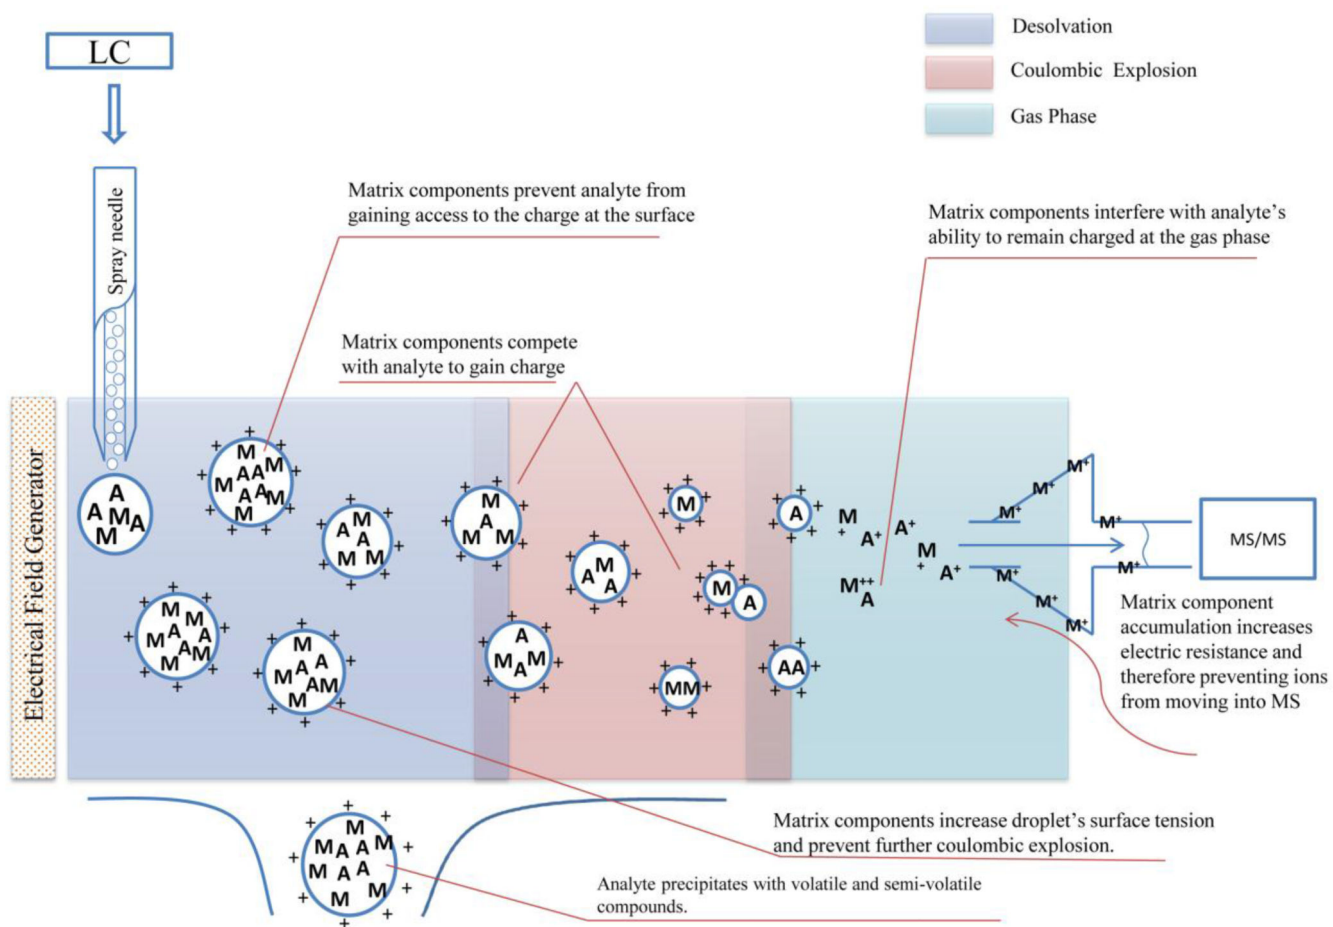 LC
Desolvation
Coulombic Explosion
Gas Phase
Spray needle
Matrix components prevent analyte from
gaining access to the charge at the surface
Matrix components interfere with analyte's
ability to remain charged at the gas phase
Matrix components compete
with analyte to gain charge
Electrical Field Generator
A
A M A
M
M
A A M
M A A M
M
M
A A
M M
M
A
M M
M
A M
A
M
A
M A
M
M M
A A
A A M
M
A
M A M
A
M
A A
M A M
M
MM
AA
M
+
A+
A+
M
+
A+
M++
A
M+
M+
M+
M+
M+
M+
M+
M+
MS/MS
Matrix component
accumulation increases
electric resistance and
therefore preventing ions
from moving into MS
Matrix components increase droplet's surface tension
and prevent further coulombic explosion.
M
M A A M
M A A
M M
Analyte precipitates with volatile and semi-volatile
compounds.